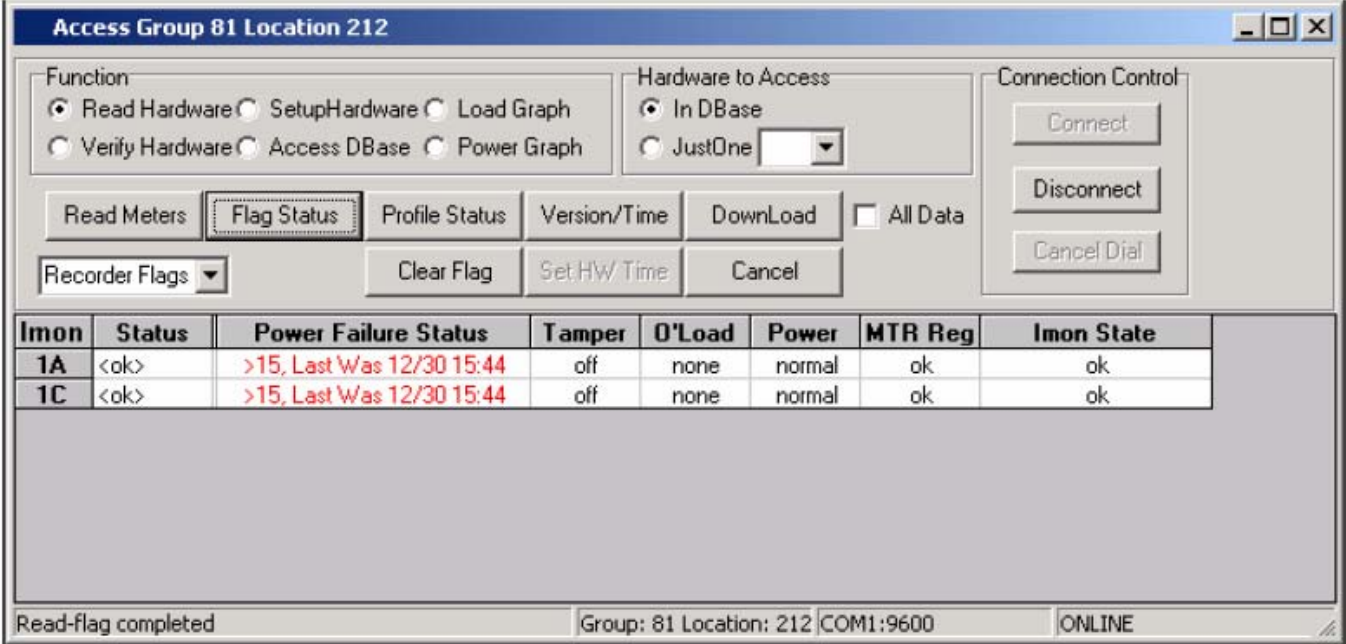 Access Group 81 Location 212
Function
Read Hardware SetupHardware Load Graph
Verify Hardware Access DBase Power Graph
Hardware to Access
In DBase
JustOne
Connection Control
Connect
Disconnect
Cancel Dial
Read Meters Flag Status Profile Status Version/Time DownLoad All Data
Recorder Flags Clear Flag Set HW Time Cancel
Imon Status Power Failure Status Tamper O'Load Power MTR Reg Imon State
1A <ok> >15, Last Was 12/30 15:44 off none normal ok ok
1C <ok> >15, Last Was 12/30 15:44 off none normal ok ok
Read-flag completed Group: 81 Location: 212 COM1:9600 ONLINE